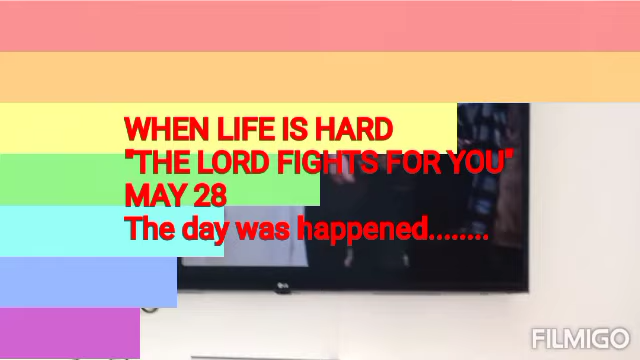 WHEN LIFE IS HARD
"THE LORD FIGHTS FOR YOU"
MAY 28
The day was happened........
LG
FILMIGO